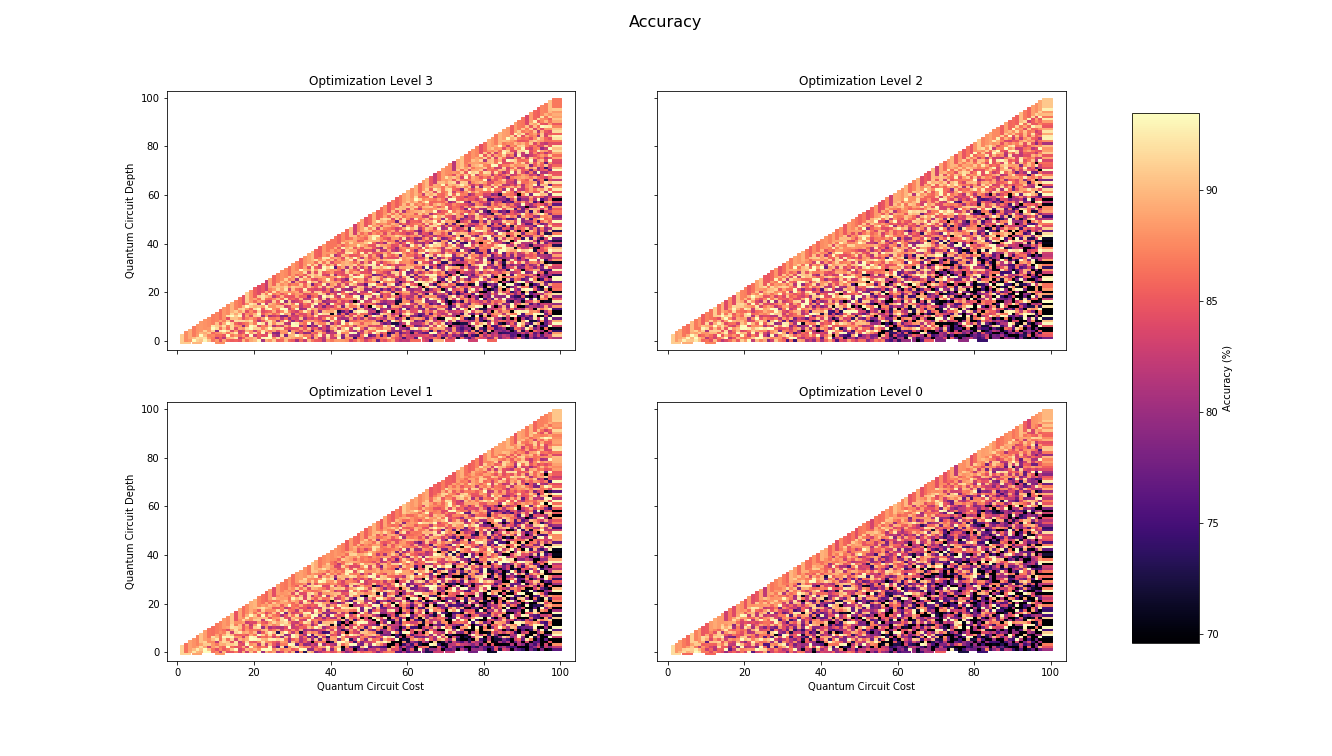 Accuracy
Optimization Level 3
Optimization Level 2
100
80
60
40
20
0
Quantum Circuit Depth
90
85
80
75
70
Accuracy (%)
Optimization Level 1
Optimization Level 0
100
80
60
40
20
0
Quantum Circuit Depth
0 20 40 60 80 100
0 20 40 60 80 100
Quantum Circuit Cost
Quantum Circuit Cost